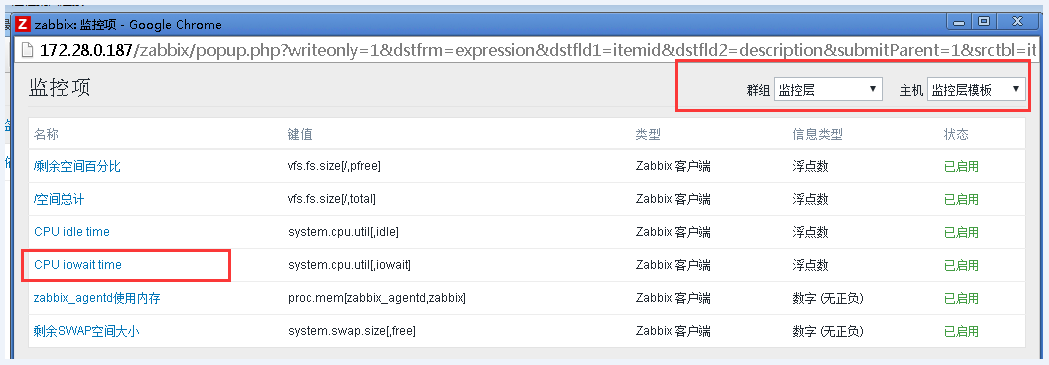 zabbix: 监控项 - Google Chrome
172.28.0.187/zabbix/popup.php?writeonly=1&dstfrm=expression&dstfld1=itemid&dstfld2=description&submitParent=1&srctbl=it
监控项 群组 监控层 主机 监控层模板
名称 键值 类型 信息类型 状态
/剩余空间百分比 vfs.fs.size[/,pfree] Zabbix 客户端 浮点数 已启用
/空间总计 vfs.fs.size[/,total] Zabbix 客户端 浮点数 已启用
CPU idle time system.cpu.util[,idle] Zabbix 客户端 浮点数 已启用
CPU iowait time system.cpu.util[,iowait] Zabbix 客户端 浮点数 已启用
zabbix_agentd使用内存 proc.mem[zabbix_agentd,zabbix] Zabbix 客户端 数字 (无正负) 已启用
剩余SWAP空间大小 system.swap.size[,free] Zabbix 客户端 数字 (无正负) 已启用